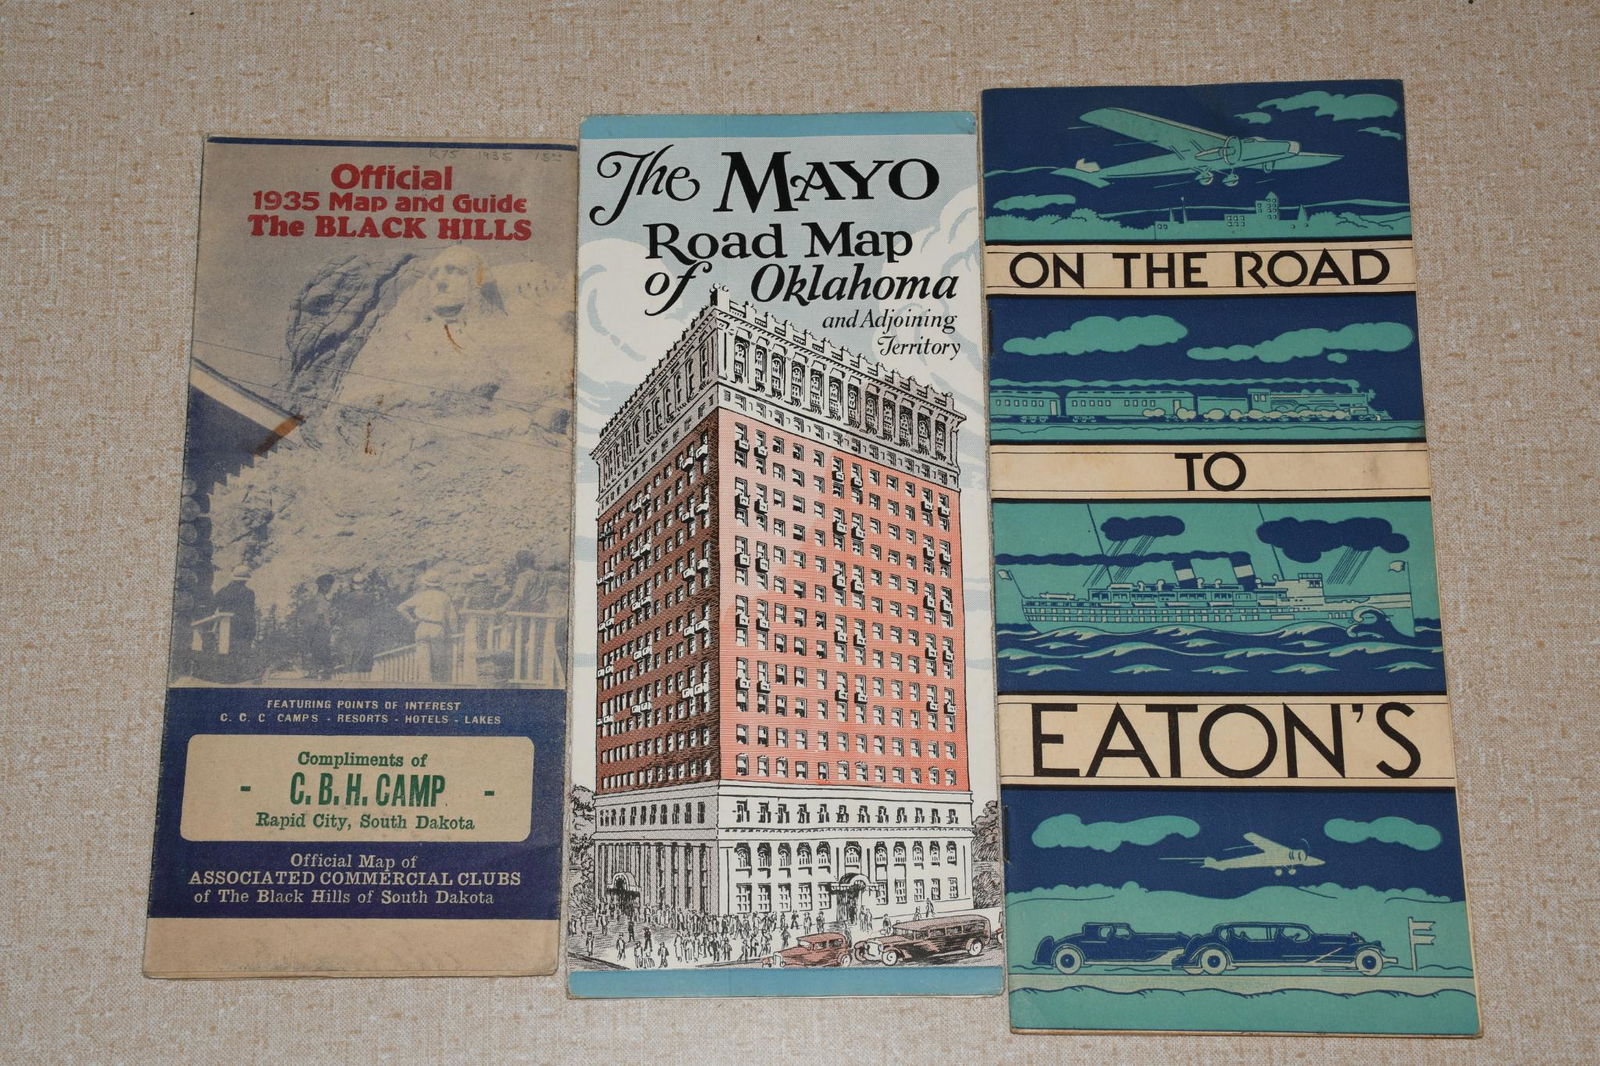 1935
Official
1935 Map and Guide
The BLACK HILLS
FEATURING POINTS OF INTEREST
C. C. C CAMPS - RESORTS - HOTELS - LAKES
Compliments of
- C. B. H. CAMP -
Rapid City, South Dakota
Official Map of
ASSOCIATED COMMERCIAL CLUBS
of The Black Hills of South Dakota
The MAYO
Road Map
of Oklahoma
and Adjoining
Territory
ON THE ROAD
TO
EATON'S